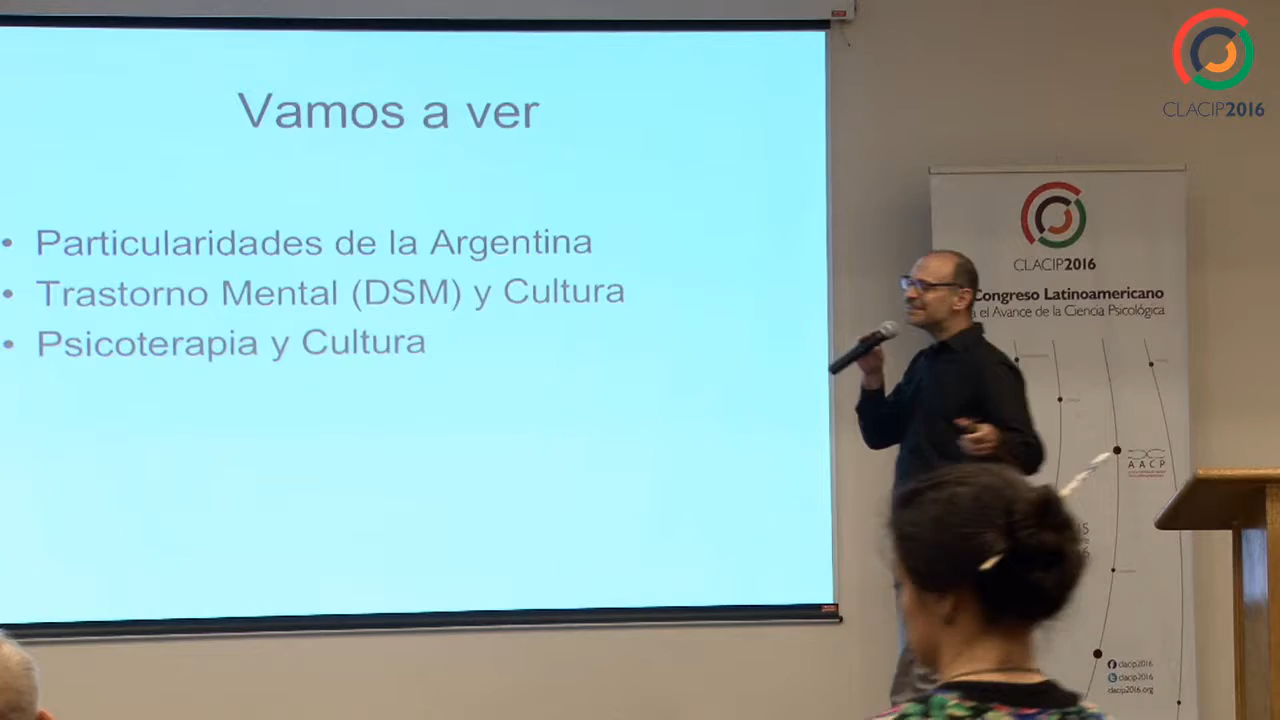 CLACIP2016
Vamos a ver
• Particularidades de la Argentina
• Trastorno Mental (DSM) y Cultura
• Psicoterapia y Cultura
CLACIP2016
Congreso Latinoamericano
a el Avance de la Ciencia Psicológica
AACP
clacip2016
clacip2016
clacip2016.org